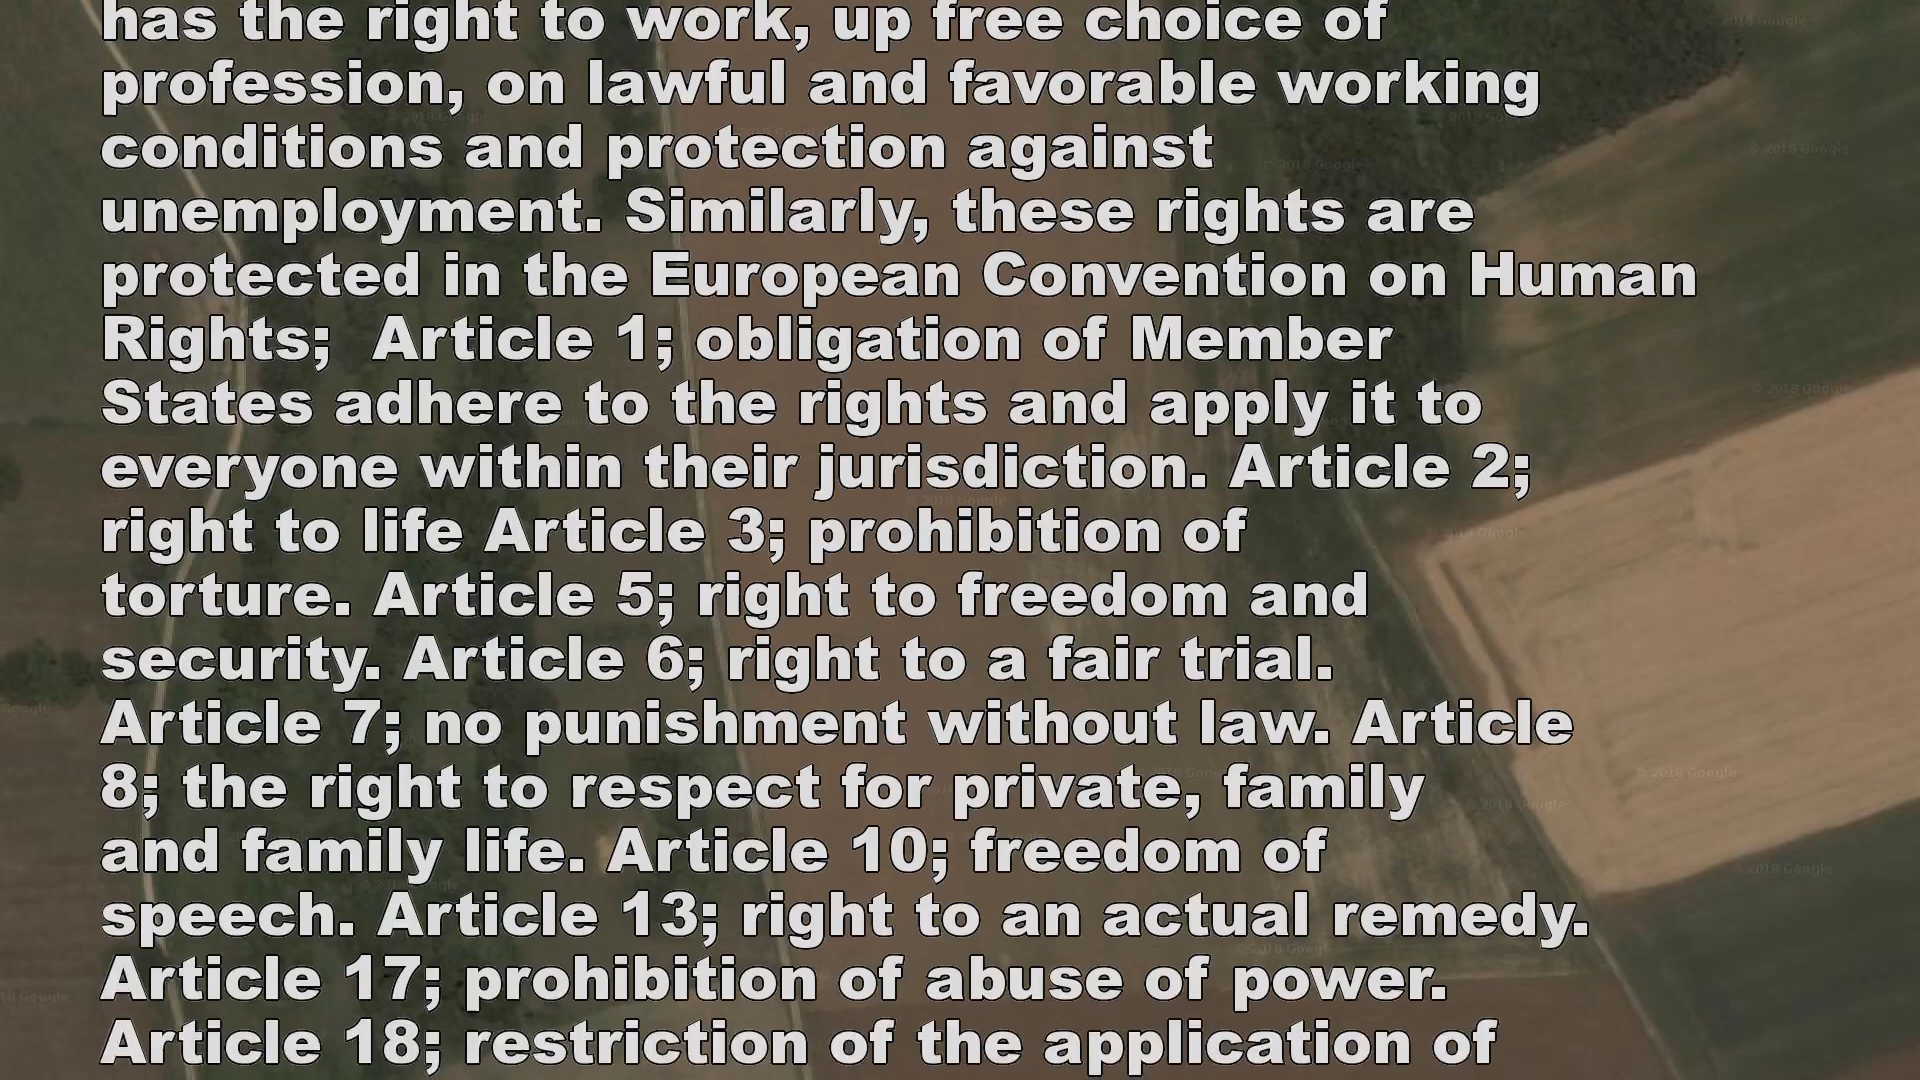 has the right to work, up free choice of
profession, on lawful and favorable working
conditions and protection against
unemployment. Similarly, these rights are
protected in the European Convention on Human
Rights;  Article 1; obligation of Member
States adhere to the rights and apply it to
everyone within their jurisdiction. Article 2;
right to life Article 3; prohibition of
torture. Article 5; right to freedom and
security. Article 6; right to a fair trial.
Article 7; no punishment without law. Article
8; the right to respect for private, family
and family life. Article 10; freedom of
speech. Article 13; right to an actual remedy.
Article 17; prohibition of abuse of power.
Article 18; restriction of the application of
© 2018 Google